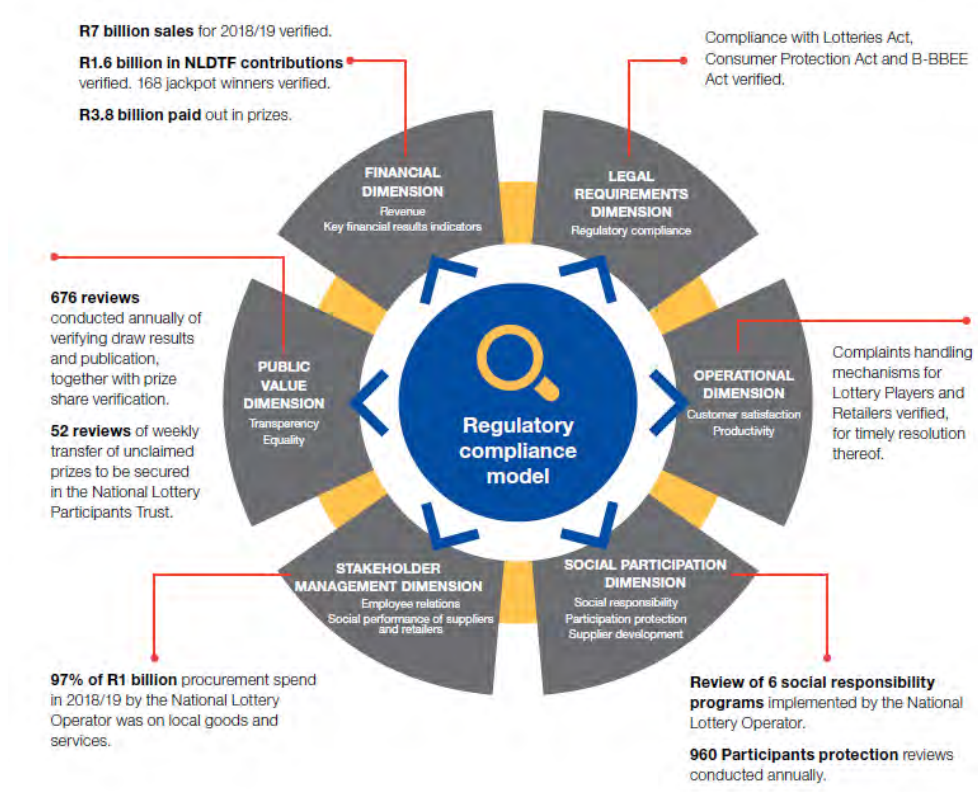 R7 billion sales for 2018/19 verified.
R1.6 billion in NLDTF contributions
verified. 168 jackpot winners verified.
R3.8 billion paid out in prizes.
Compliance with Lotteries Act,
Consumer Protection Act and B-BBEE
Act verified.
FINANCIAL
DIMENSION
Revenue
Key financial results indicators
LEGAL
REQUIREMENTS
DIMENSION
Regulatory compliance
676 reviews
conducted annually of
verifying draw results
and publication,
together with prize
share verification.
52 reviews of weekly
transfer of unclaimed
prizes to be secured
in the National Lottery
Participants Trust.
PUBLIC
VALUE
DIMENSION
Transparency
Equality
Regulatory
compliance
model
OPERATIONAL
DIMENSION
Customer satisfaction
Productivity
Complaints handling
mechanisms for
Lottery Players and
Retailers verified,
for timely resolution
thereof.
STAKEHOLDER
MANAGEMENT DIMENSION
Employee relations
Social performance of suppliers
and retailers
SOCIAL PARTICIPATION
DIMENSION
Social responsibility
Participation protection
Supplier development
97% of R1 billion procurement spend
in 2018/19 by the National Lottery
Operator was on local goods and
services.
Review of 6 social responsibility
programs implemented by the National
Lottery Operator.
960 Participants protection reviews
conducted annually.